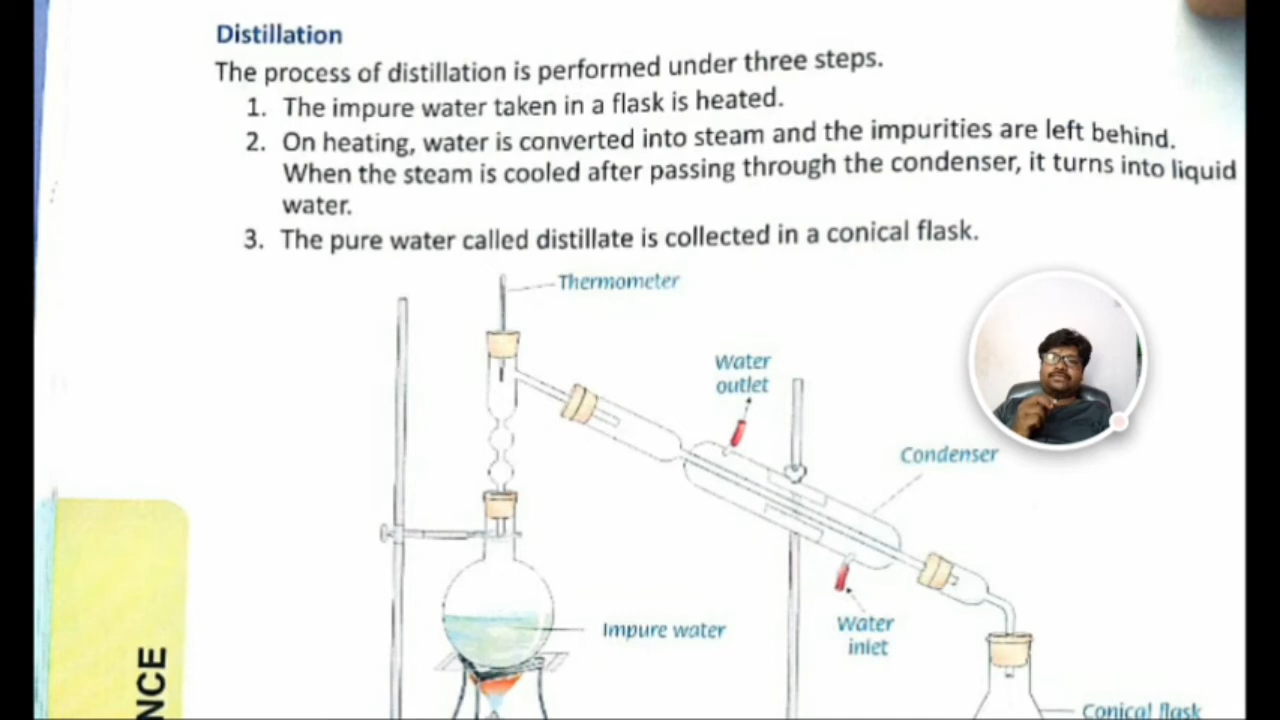 Distillation
The process of distillation is performed under three steps.
1. The impure water taken in a flask is heated.
2. On heating, water is converted into steam and the impurities are left behind.
When the steam is cooled after passing through the condenser, it turns into liquid
water.
3. The pure water called distillate is collected in a conical flask.
Thermometer
Water
outlet
Condenser
Impure water
Water
inlet
Conical flask
NCE